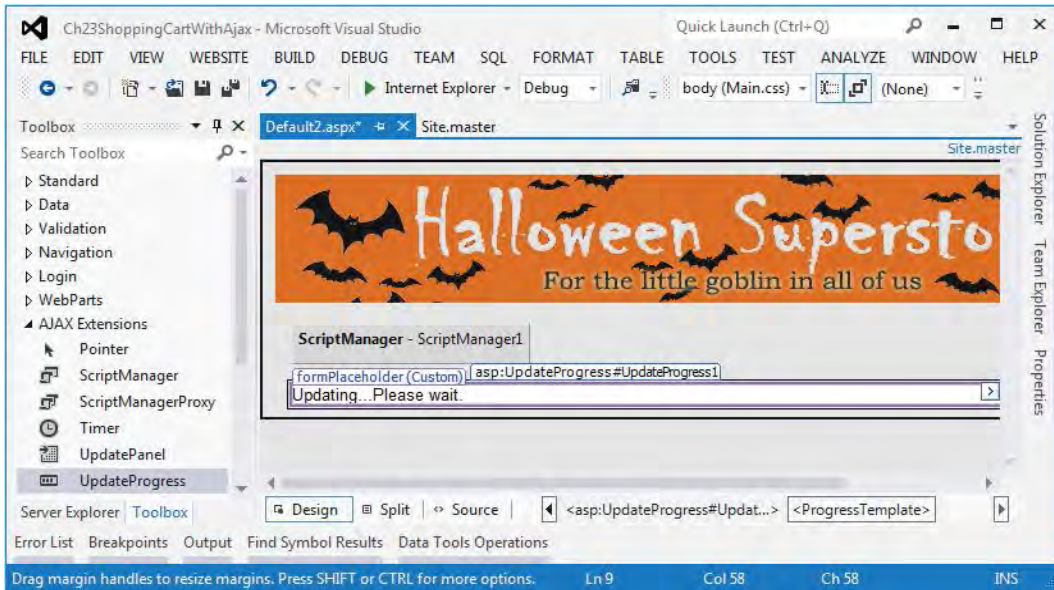 Ch23ShoppingCartWithAjax - Microsoft Visual Studio
Quick Launch (Ctrl+Q)
FILE EDIT VIEW WEBSITE BUILD DEBUG TEAM SQL FORMAT TABLE TOOLS TEST ANALYZE WINDOW HELP
Internet Explorer Debug body (Main.css) (None)
Toolbox
Default2.aspx* Site.master
Search Toolbox
Site.master
Standard
Data
Validation
Navigation
Login
WebParts
AJAX Extensions
Pointer
ScriptManager
ScriptManagerProxy
Timer
UpdatePanel
UpdateProgress
Halloween Supersto
For the little goblin in all of us
ScriptManager - ScriptManager1
formPlaceholder (Custom) asp:UpdateProgress#UpdateProgress1
Updating...Please wait.
Solution Explorer
Team Explorer
Properties
Server Explorer Toolbox
Design Split Source <asp:UpdateProgress#Updat...> <ProgressTemplate>
Error List Breakpoints Output Find Symbol Results Data Tools Operations
Drag margin handles to resize margins. Press SHIFT or CTRL for more options. Ln 9 Col 58 Ch 58 INS